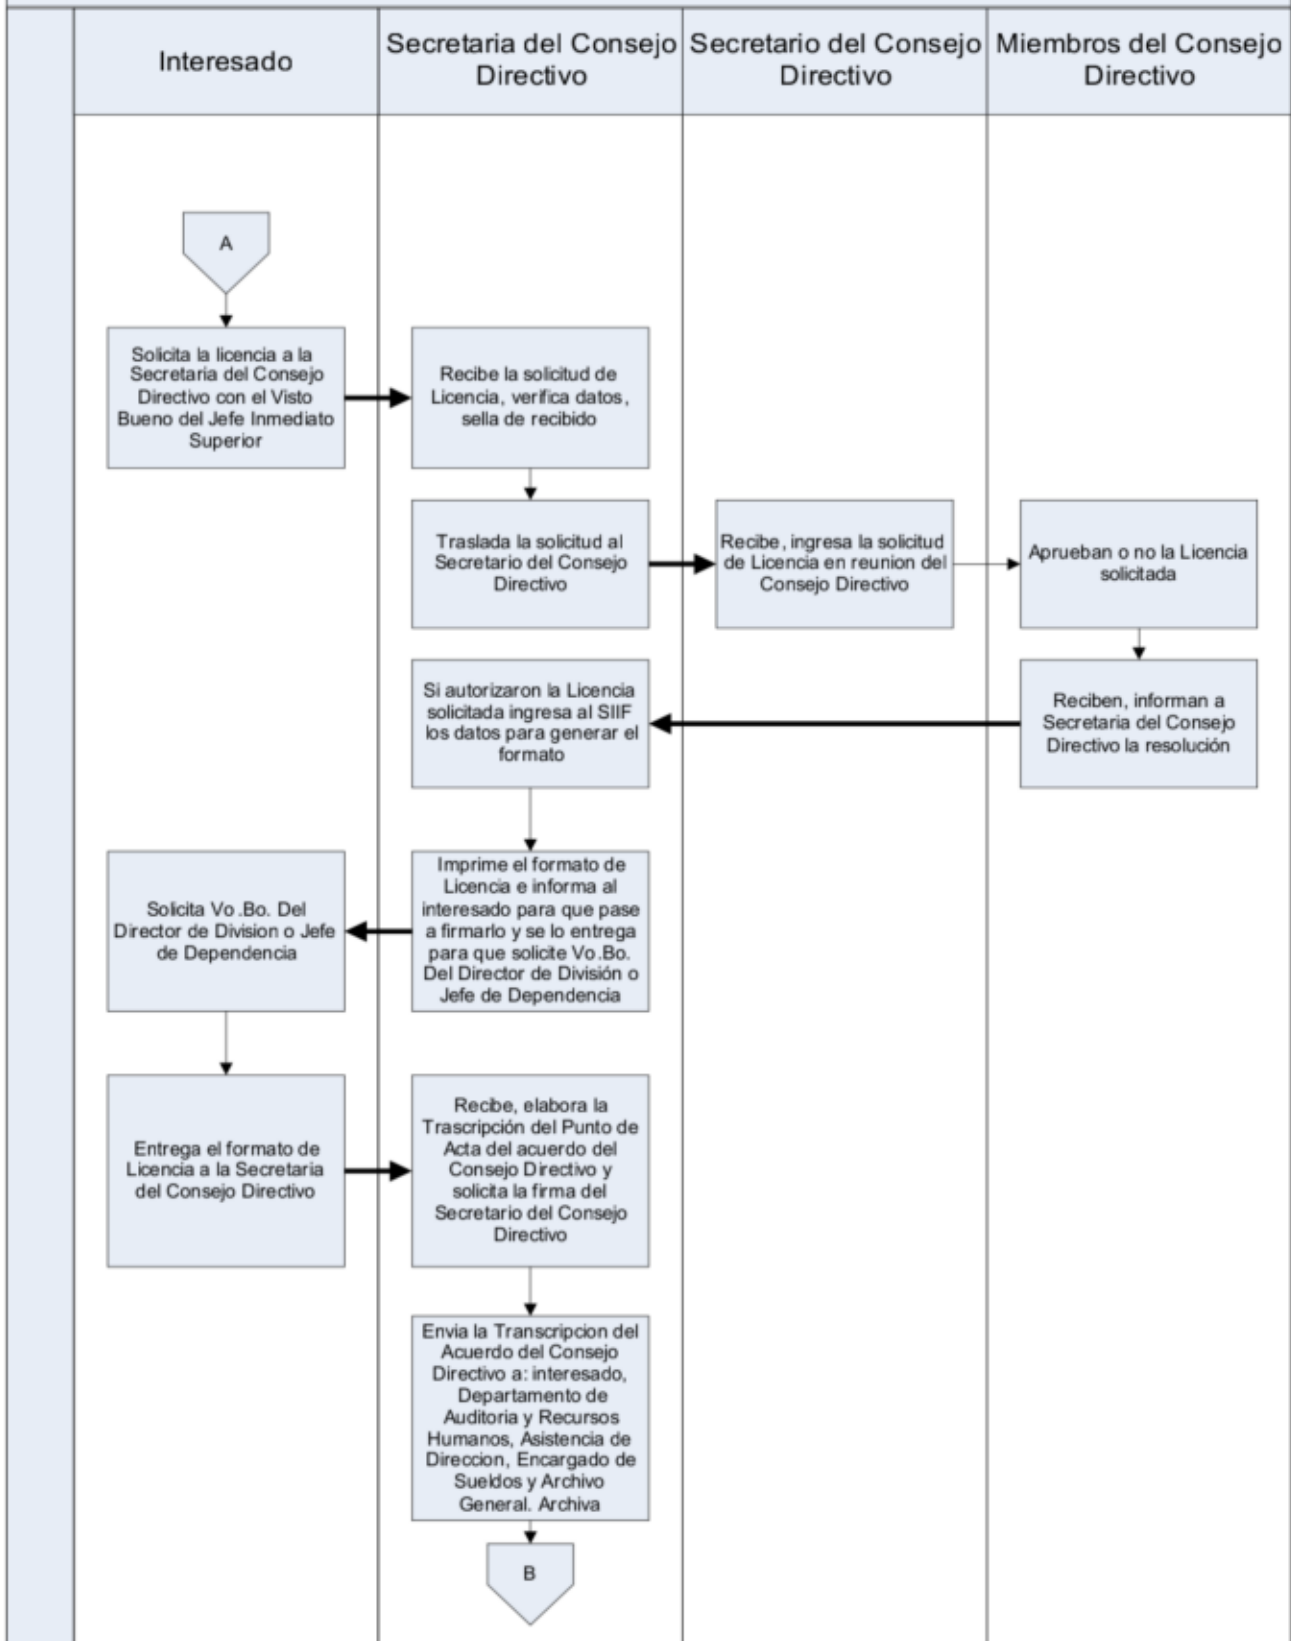 Interesado
Secretaria del Consejo
Directivo
Secretario del Consejo
Directivo
Miembros del Consejo
Directivo
A
Solicita la licencia a la
Secretaria del Consejo
Directivo con el Visto
Bueno del Jefe Inmediato
Superior
Recibe la solicitud de
Licencia, verifica datos,
sella de recibido
Traslada la solicitud al
Secretario del Consejo
Directivo
Recibe, ingresa la solicitud
de Licencia en reunion del
Consejo Directivo
Aprueban o no la Licencia
solicitada
Reciben, informan a
Secretaria del Consejo
Directivo la resolución
Si autorizaron la Licencia
solicitada ingresa al SIIF
los datos para generar el
formato
Imprime el formato de
Licencia e informa al
interesado para que pase
a firmarlo y se lo entrega
para que solicite Vo.Bo.
Del Director de División o
Jefe de Dependencia
Solicita Vo.Bo. Del
Director de Division o Jefe
de Dependencia
Entrega el formato de
Licencia a la Secretaria
del Consejo Directivo
Recibe, elabora la
Trascripción del Punto de
Acta del acuerdo del
Consejo Directivo y
solicita la firma del
Secretario del Consejo
Directivo
Envia la Transcripcion del
Acuerdo del Consejo
Directivo a: interesado,
Departamento de
Auditoria y Recursos
Humanos, Asistencia de
Direccion, Encargado de
Sueldos y Archivo
General. Archiva
B